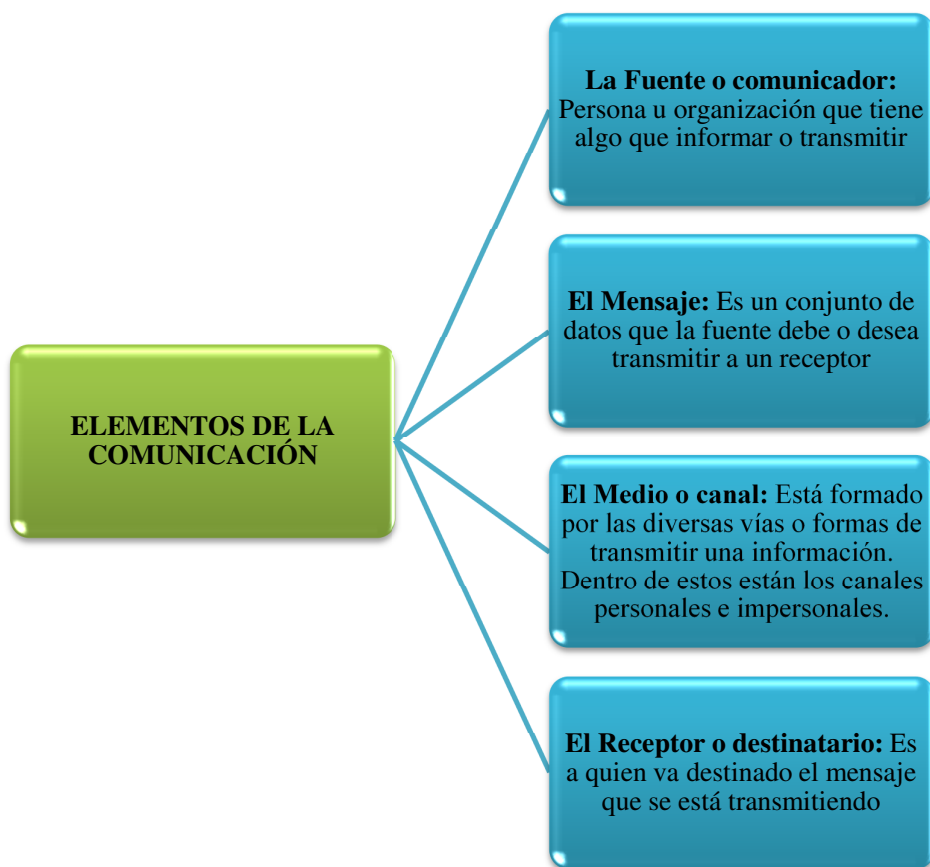 La Fuente o comunicador:
Persona u organización que tiene
algo que informar o transmitir
El Mensaje: Es un conjunto de
datos que la fuente debe o desea
transmitir a un receptor
ELEMENTOS DE LA
COMUNICACIÓN
El Medio o canal: Está formado
por las diversas vías o formas de
transmitir una información.
Dentro de estos están los canales
personales e impersonales.
El Receptor o destinatario: Es
a quien va destinado el mensaje
que se está transmitiendo